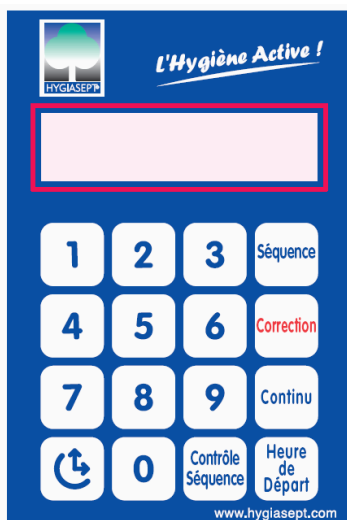 L'Hygiène Active !
HYGIASEPT
1 2 3 Séquence
4 5 6 Correction
7 8 9 Continu
0 Contrôle Séquence Heure de Départ
www.hygiasept.com